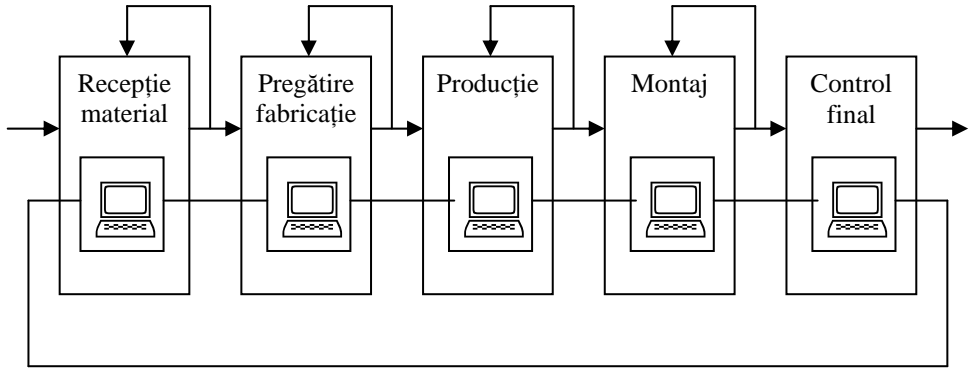 Recepție
material
Pregătire
fabricație
Producție
Montaj
Control
final